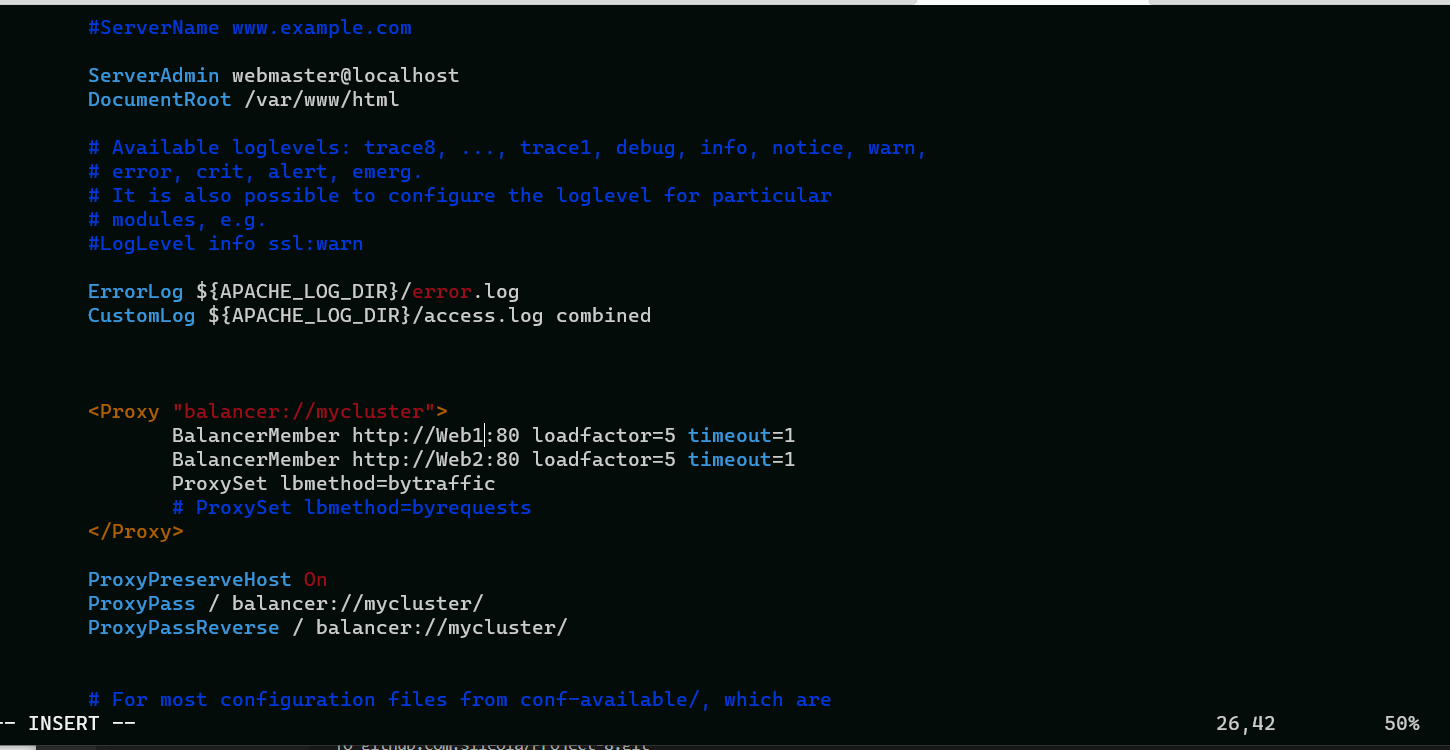 #ServerName www.example.com
ServerAdmin webmaster@localhost
DocumentRoot /var/www/html
# Available loglevels: trace8, ..., trace1, debug, info, notice, warn,
# error, crit, alert, emerg.
# It is also possible to configure the loglevel for particular
# modules, e.g.
#LogLevel info ssl:warn
ErrorLog ${APACHE_LOG_DIR}/error.log
CustomLog ${APACHE_LOG_DIR}/access.log combined
<Proxy "balancer://mycluster">
BalancerMember http://Web1:80 loadfactor=5 timeout=1
BalancerMember http://Web2:80 loadfactor=5 timeout=1
ProxySet lbmethod=bytraffic
# ProxySet lbmethod=byrequests
</Proxy>
ProxyPreserveHost On
ProxyPass / balancer://mycluster/
ProxyPassReverse / balancer://mycluster/
# For most configuration files from conf-available/, which are
-- INSERT -- 26,42 50%